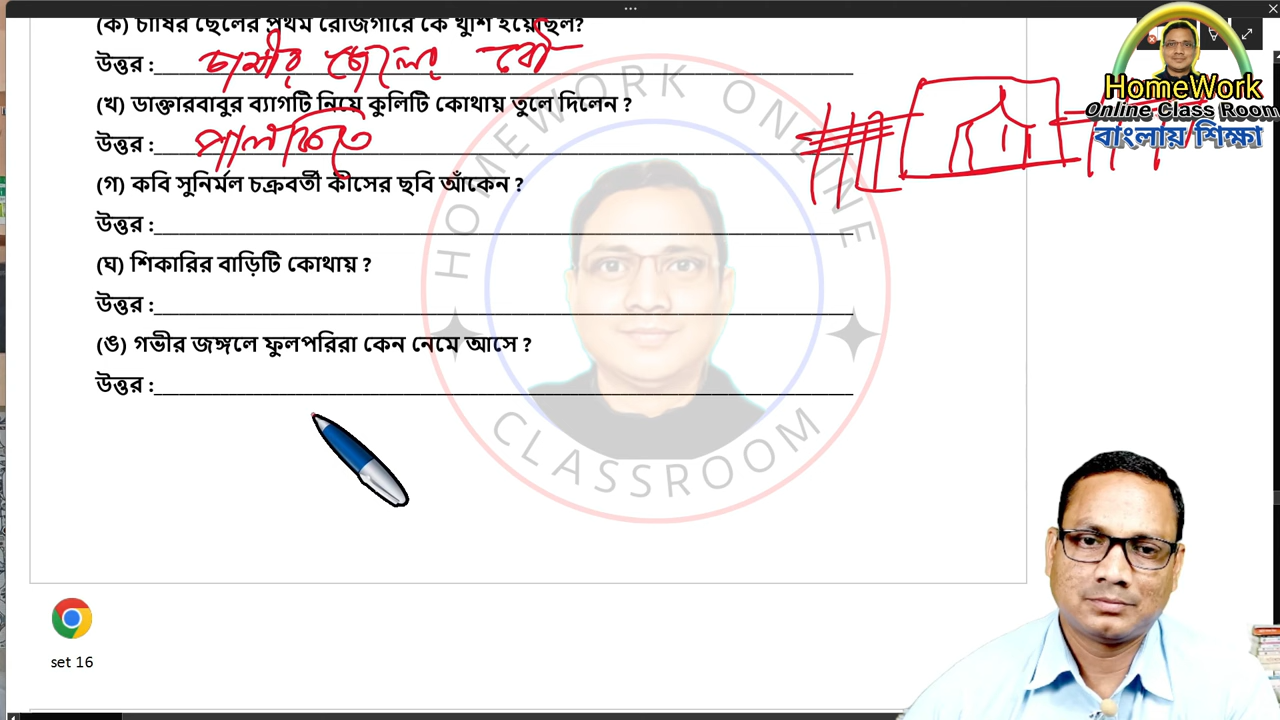 (ক) চাষির ছেলের প্রথম রোজগারে কে খুশি হয়েছিল?
উত্তর : চাষীর ছেলের বৌ
(খ) ডাক্তারবাবুর ব্যাগটি নিয়ে কুলিটি কোথায় তুলে দিলেন ?
উত্তর : পালকিতে
(গ) কবি সুনির্মল চক্রবর্তী কীসের ছবি আঁকেন ?
উত্তর :
(ঘ) শিকারির বাড়িটি কোথায় ?
উত্তর :
(ঙ) গভীর জঙ্গলে ফুলপরিরা কেন নেমে আসে ?
উত্তর :
HOMEWORK ONLINE
CLASSROOM
set 16
HomeWork
Online Class Room
বাংলায় শিক্ষা